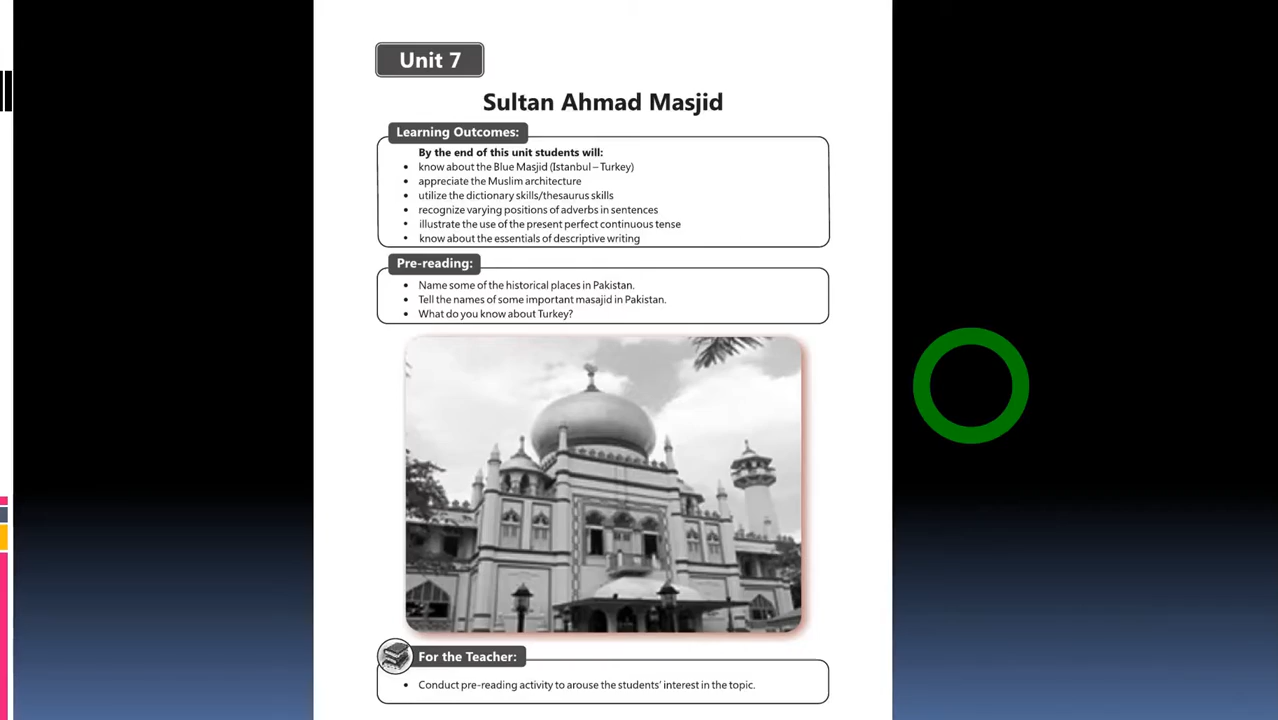 Unit 7
Sultan Ahmad Masjid
Learning Outcomes:
By the end of this unit students will:
• know about the Blue Masjid (Istanbul – Turkey)
• appreciate the Muslim architecture
• utilize the dictionary skills/thesaurus skills
• recognize varying positions of adverbs in sentences
• illustrate the use of the present perfect continuous tense
• know about the essentials of descriptive writing
Pre-reading:
• Name some of the historical places in Pakistan.
• Tell the names of some important masajid in Pakistan.
• What do you know about Turkey?
For the Teacher:
• Conduct pre-reading activity to arouse the students' interest in the topic.